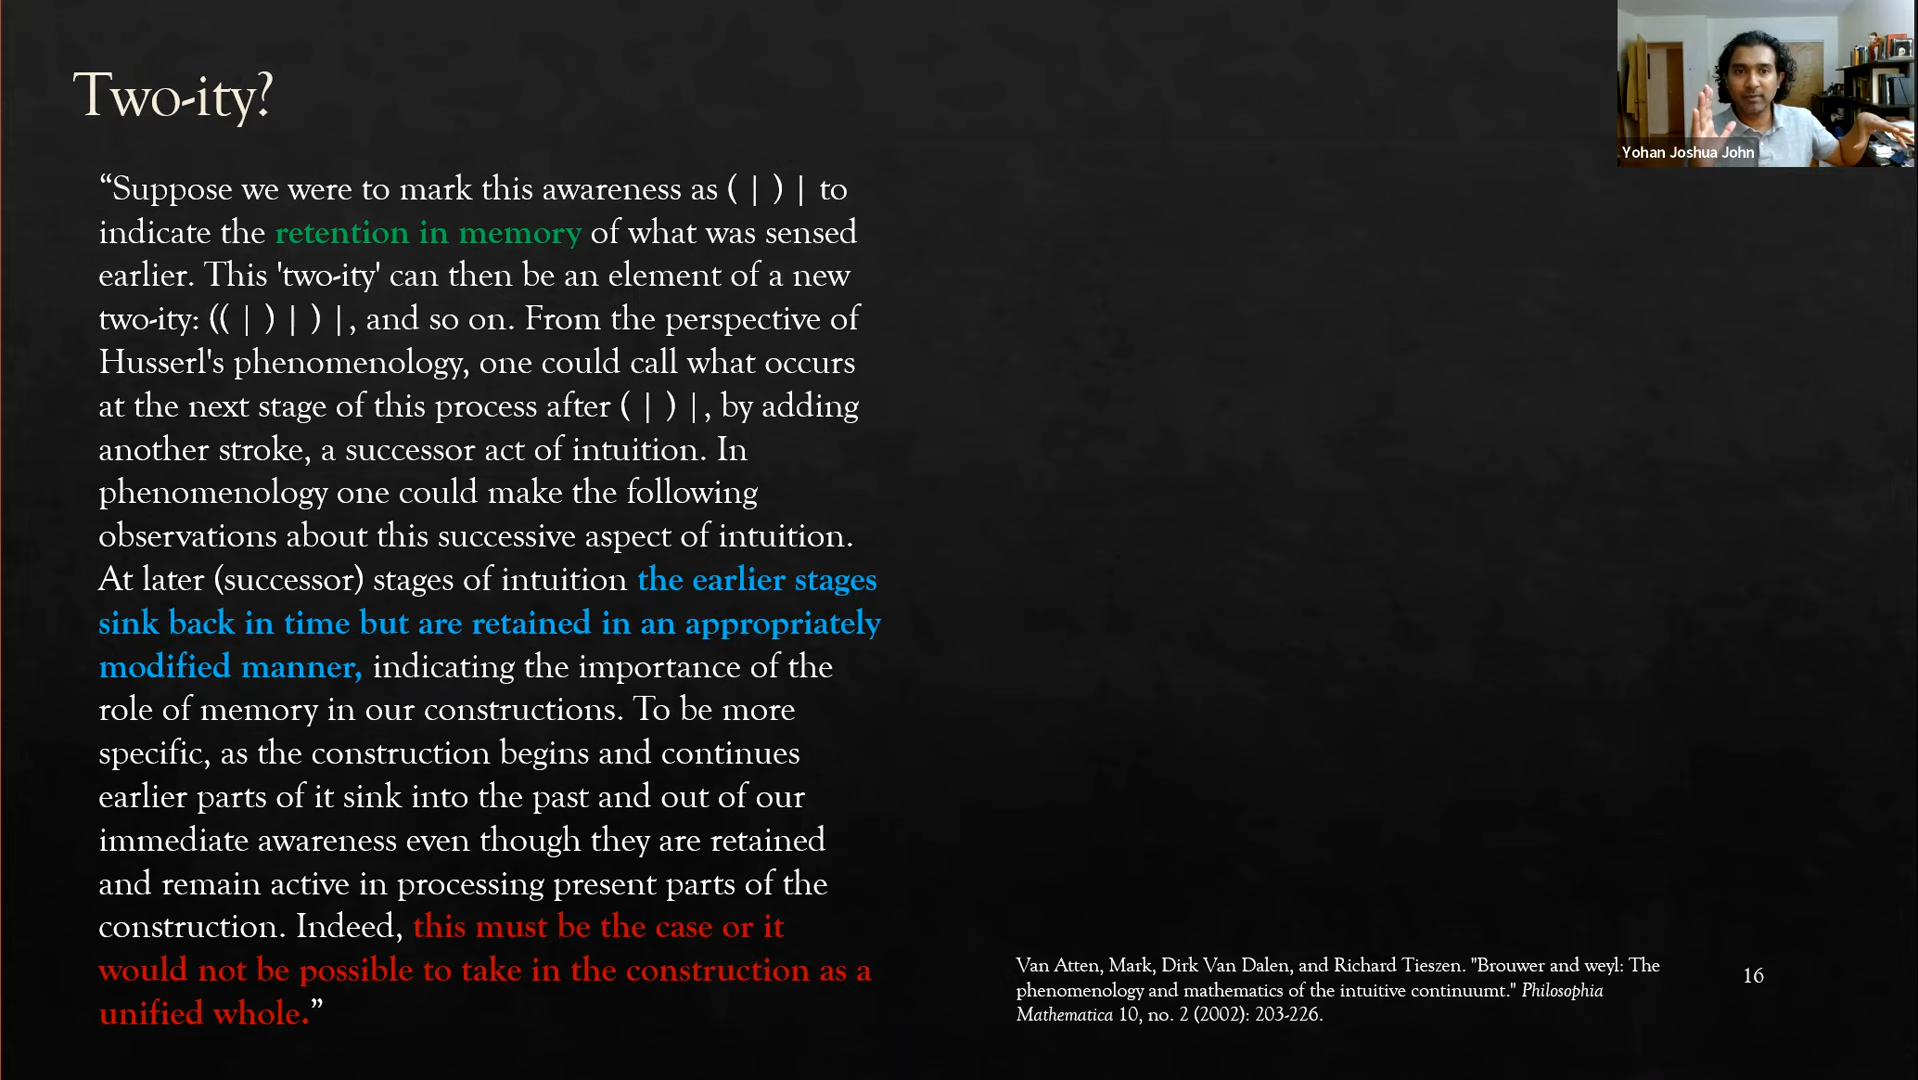 Two-ity?
Yohan Joshua John
“Suppose we were to mark this awareness as ( | ) | to
indicate the retention in memory of what was sensed
earlier. This 'two-ity' can then be an element of a new
two-ity: (( | ) | ) |, and so on. From the perspective of
Husserl's phenomenology, one could call what occurs
at the next stage of this process after ( | ) |, by adding
another stroke, a successor act of intuition. In
phenomenology one could make the following
observations about this successive aspect of intuition.
At later (successor) stages of intuition the earlier stages
sink back in time but are retained in an appropriately
modified manner, indicating the importance of the
role of memory in our constructions. To be more
specific, as the construction begins and continues
earlier parts of it sink into the past and out of our
immediate awareness even though they are retained
and remain active in processing present parts of the
construction. Indeed, this must be the case or it
would not be possible to take in the construction as a
unified whole.”
Van Atten, Mark, Dirk Van Dalen, and Richard Tieszen. "Brouwer and weyl: The
phenomenology and mathematics of the intuitive continuumt." Philosophia
Mathematica 10, no. 2 (2002): 203-226.
16